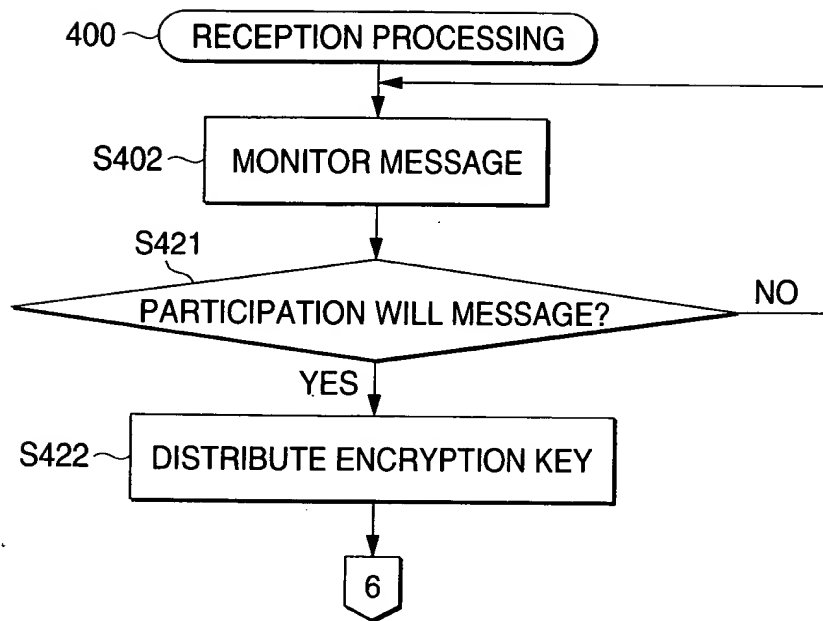 400 RECEPTION PROCESSING
S402 MONITOR MESSAGE
S421
PARTICIPATION WILL MESSAGE?
NO
YES
S422 DISTRIBUTE ENCRYPTION KEY
6